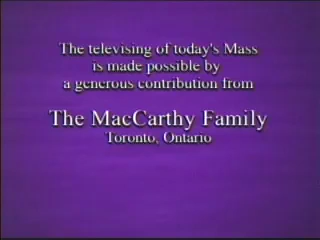 The televising of today's Mass
is made possible by
a generous contribution from
The MacCarthy Family
Toronto, Ontario